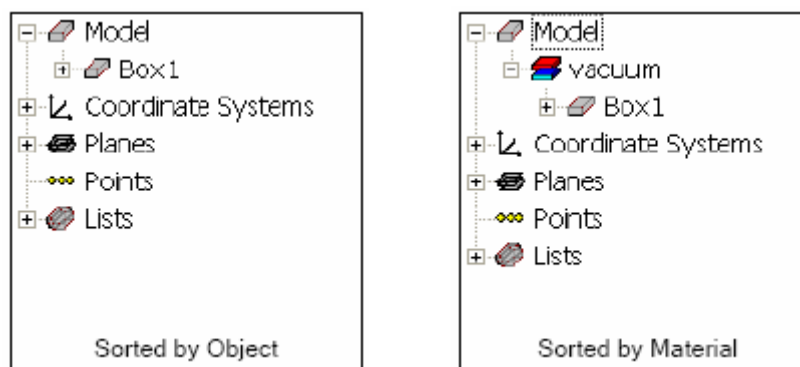 Model
Box1
Coordinate Systems
Planes
Points
Lists
Sorted by Object
Model
vacuum
Box1
Coordinate Systems
Planes
Points
Lists
Sorted by Material